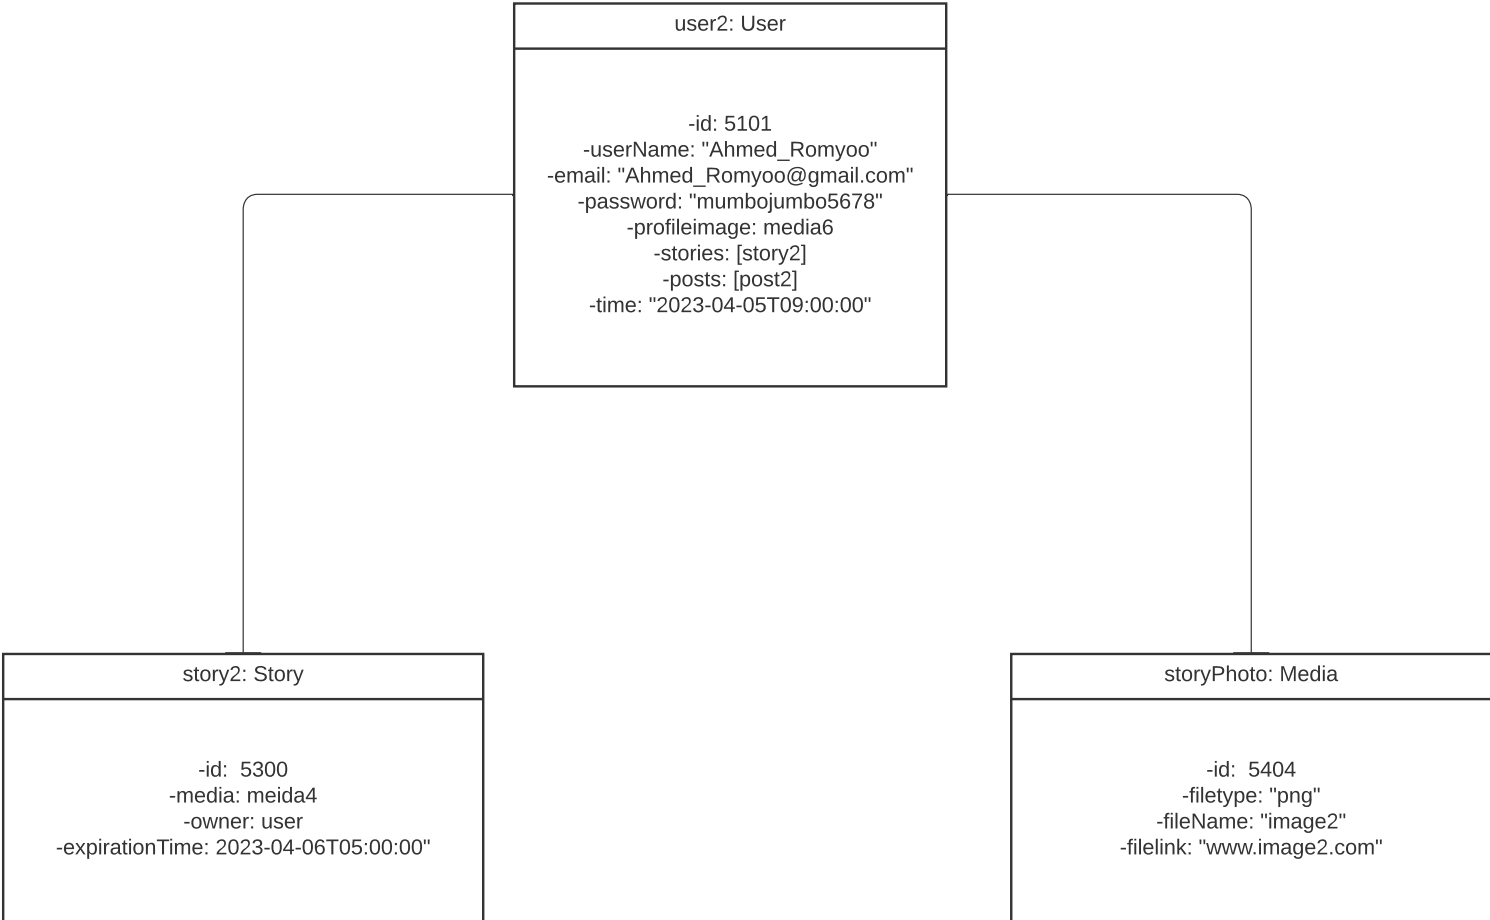 user2: User
-id: 5101
-userName: "Ahmed_Romyoo"
-email: "Ahmed_Romyoo@gmail.com"
-password: "mumbojumbo5678"
-profileimage: media6
-stories: [story2]
-posts: [post2]
-time: "2023-04-05T09:00:00"
story2: Story
-id:  5300
-media: meida4
-owner: user
-expirationTime: 2023-04-06T05:00:00"
storyPhoto: Media
-id:  5404
-filetype: "png"
-fileName: "image2"
-filelink: "www.image2.com"